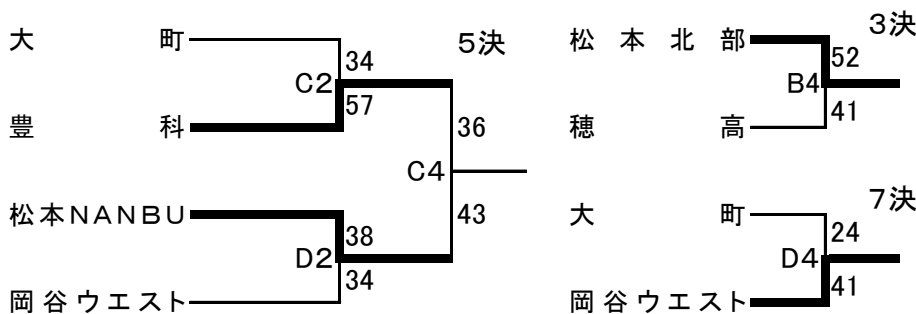 大町
34
C2
57
豊科
5決
36
C4
43
松本NANBU
38
D2
34
岡谷ウエスト
3決
松本北部
52
B4
41
穂高
7決
大町
24
D4
41
岡谷ウエスト